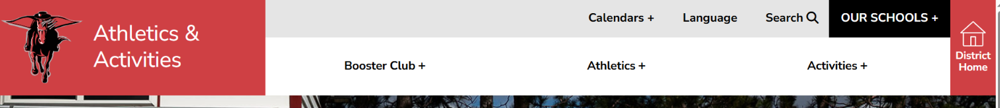 Athletics &
Activities
Calendars +
Language
Search
OUR SCHOOLS +
District
Home
Booster Club +
Athletics +
Activities +